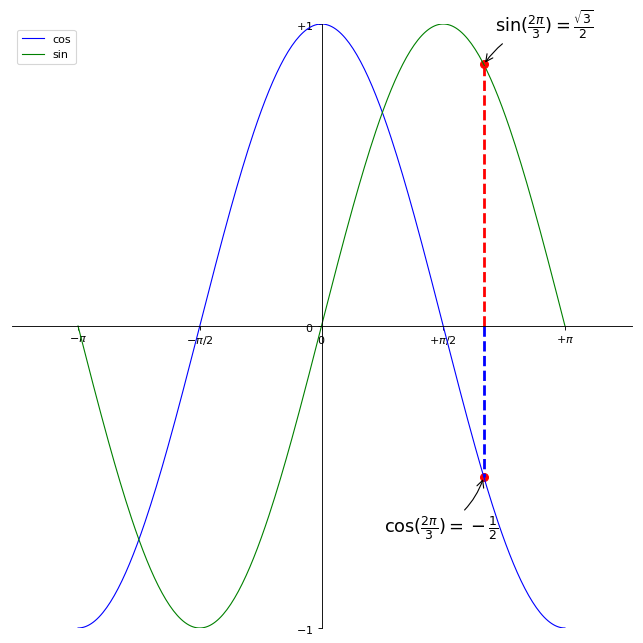 sin(2π/3) = √3/2
+1
cos
sin
0
−π
−π/2
0
+π/2
+π
cos(2π/3) = −1/2
−1